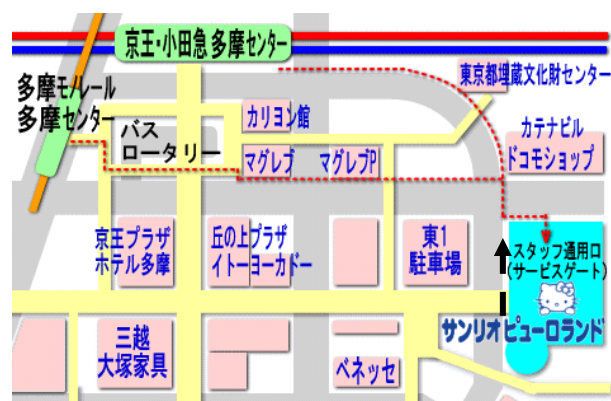 京王・小田急 多摩センター
多摩モノレール
多摩センター
東京都埋蔵文化財センター
カリヨン館
バス
ロータリー
カテナビル
ドコモショップ
マグレブ
マグレブP
京王プラザ
ホテル多摩
丘の上プラザ
イトーヨーカドー
東1
駐車場
スタッフ通用口
(サービスゲート)
サンリオピューロランド
三越
大塚家具
ベネッセ